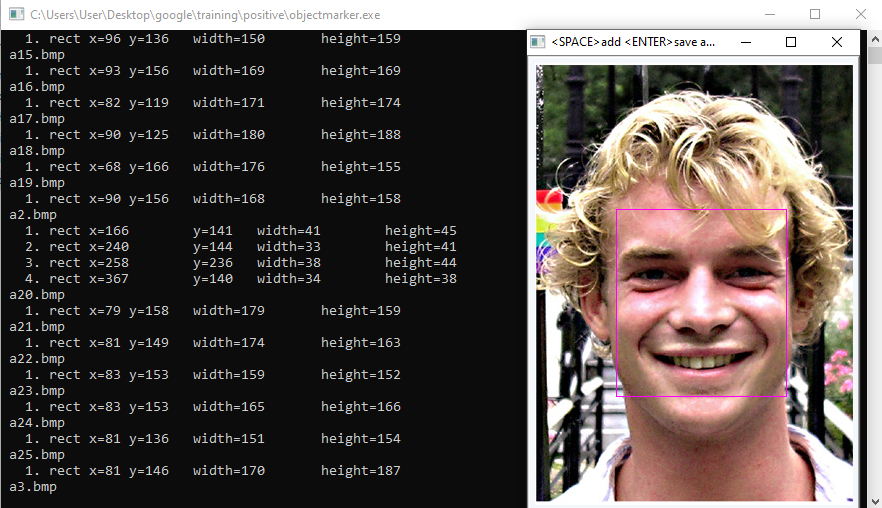 C:\Users\User\Desktop\google\training\positive\objectmarker.exe
1. rect x=96 y=136 width=150 height=159
a15.bmp
1. rect x=93 y=156 width=169 height=169
a16.bmp
1. rect x=82 y=119 width=171 height=174
a17.bmp
1. rect x=90 y=125 width=180 height=188
a18.bmp
1. rect x=68 y=166 width=176 height=155
a19.bmp
1. rect x=90 y=156 width=168 height=158
a2.bmp
1. rect x=166 y=141 width=41 height=45
2. rect x=240 y=144 width=33 height=41
3. rect x=258 y=236 width=38 height=44
4. rect x=367 y=140 width=34 height=38
a20.bmp
1. rect x=79 y=158 width=179 height=159
a21.bmp
1. rect x=81 y=149 width=174 height=163
a22.bmp
1. rect x=83 y=153 width=159 height=152
a23.bmp
1. rect x=83 y=153 width=165 height=166
a24.bmp
1. rect x=81 y=136 width=151 height=154
a25.bmp
1. rect x=81 y=146 width=170 height=187
a3.bmp
<SPACE>add <ENTER>save a...